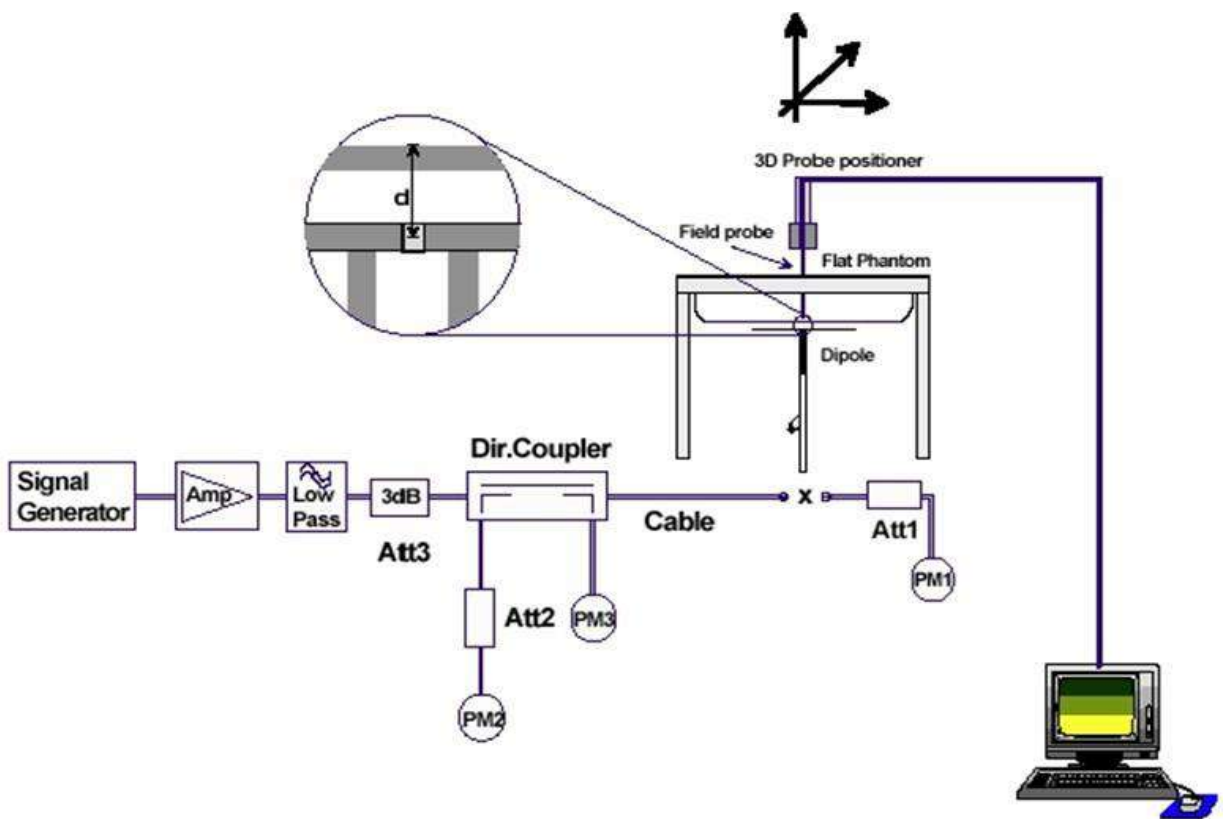 3D Probe positioner
d
Field probe
Flat Phantom
Dipole
Dir.Coupler
Signal
Generator
Amp
Low
Pass
3dB
Att3
Cable
x
Att1
PM1
Att2
PM3
PM2